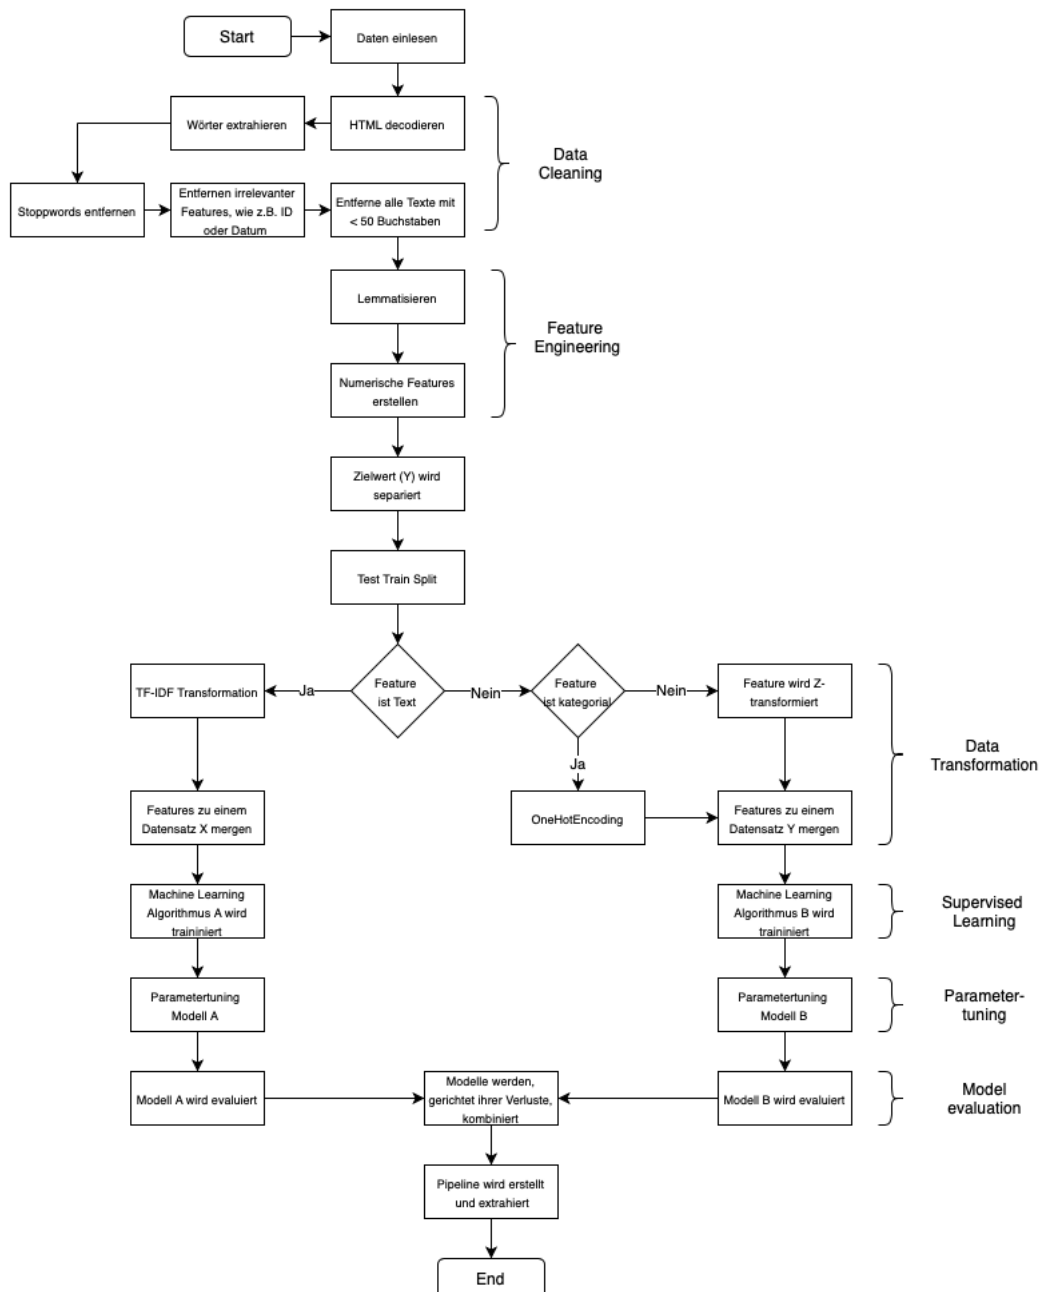 Start
Daten einlesen
Wörter extrahieren
HTML decodieren
Data
Cleaning
Stoppwords entfernen
Entfernen irrelevanter
Features, wie z.B. ID
oder Datum
Entferne alle Texte mit
< 50 Buchstaben
Lemmatisieren
Feature
Engineering
Numerische Features
erstellen
Zielwert (Y) wird
separiert
Test Train Split
TF-IDF Transformation
Ja
Feature
ist Text
Nein
Feature
ist kategorial
Nein
Feature wird Z-
transformiert
Data
Transformation
Ja
Features zu einem
Datensatz X mergen
OneHotEncoding
Features zu einem
Datensatz Y mergen
Machine Learning
Algorithmus A wird
traininiert
Machine Learning
Algorithmus B wird
traininiert
Supervised
Learning
Parametertuning
Modell A
Parametertuning
Modell B
Parameter-
tuning
Modell A wird evaluiert
Modelle werden,
gerichtet ihrer Verluste,
kombiniert
Modell B wird evaluiert
Model
evaluation
Pipeline wird erstellt
und extrahiert
End